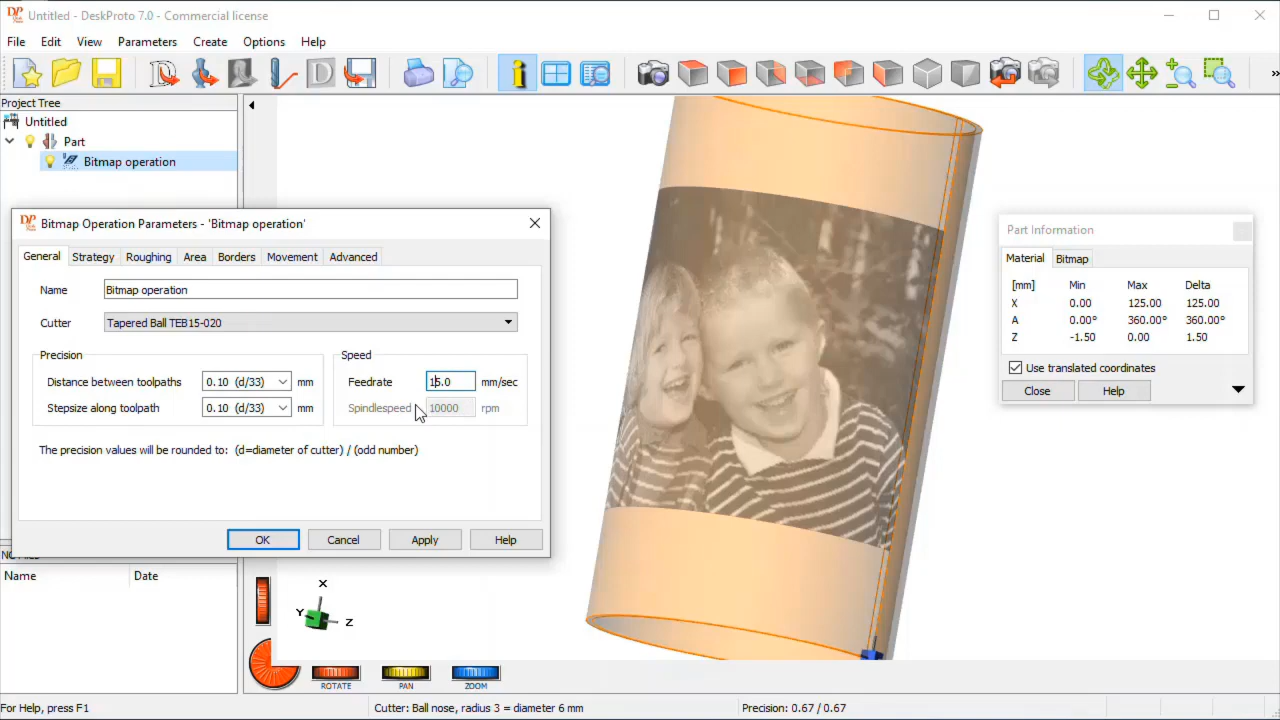 Untitled - DeskProto 7.0 - Commercial license
File Edit View Parameters Create Options Help
Project Tree
Untitled
Part
Bitmap operation
Bitmap Operation Parameters - 'Bitmap operation'
General Strategy Roughing Area Borders Movement Advanced
Name Bitmap operation
Cutter Tapered Ball TEB15-020
Precision Speed
Distance between toolpaths 0.10 (d/33) mm Feedrate 15.0 mm/sec
Stepsize along toolpath 0.10 (d/33) mm Spindlespeed 10000 rpm
The precision values will be rounded to: (d=diameter of cutter) / (odd number)
OK Cancel Apply Help
Part Information
Material Bitmap
[mm] Min Max Delta
X 0.00 125.00 125.00
A 0.00° 360.00° 360.00°
Z -1.50 0.00 1.50
Use translated coordinates
Close Help
Name Date
X
Y
Z
ROTATE PAN ZOOM
For Help, press F1 Cutter: Ball nose, radius 3 = diameter 6 mm Precision: 0.67 / 0.67